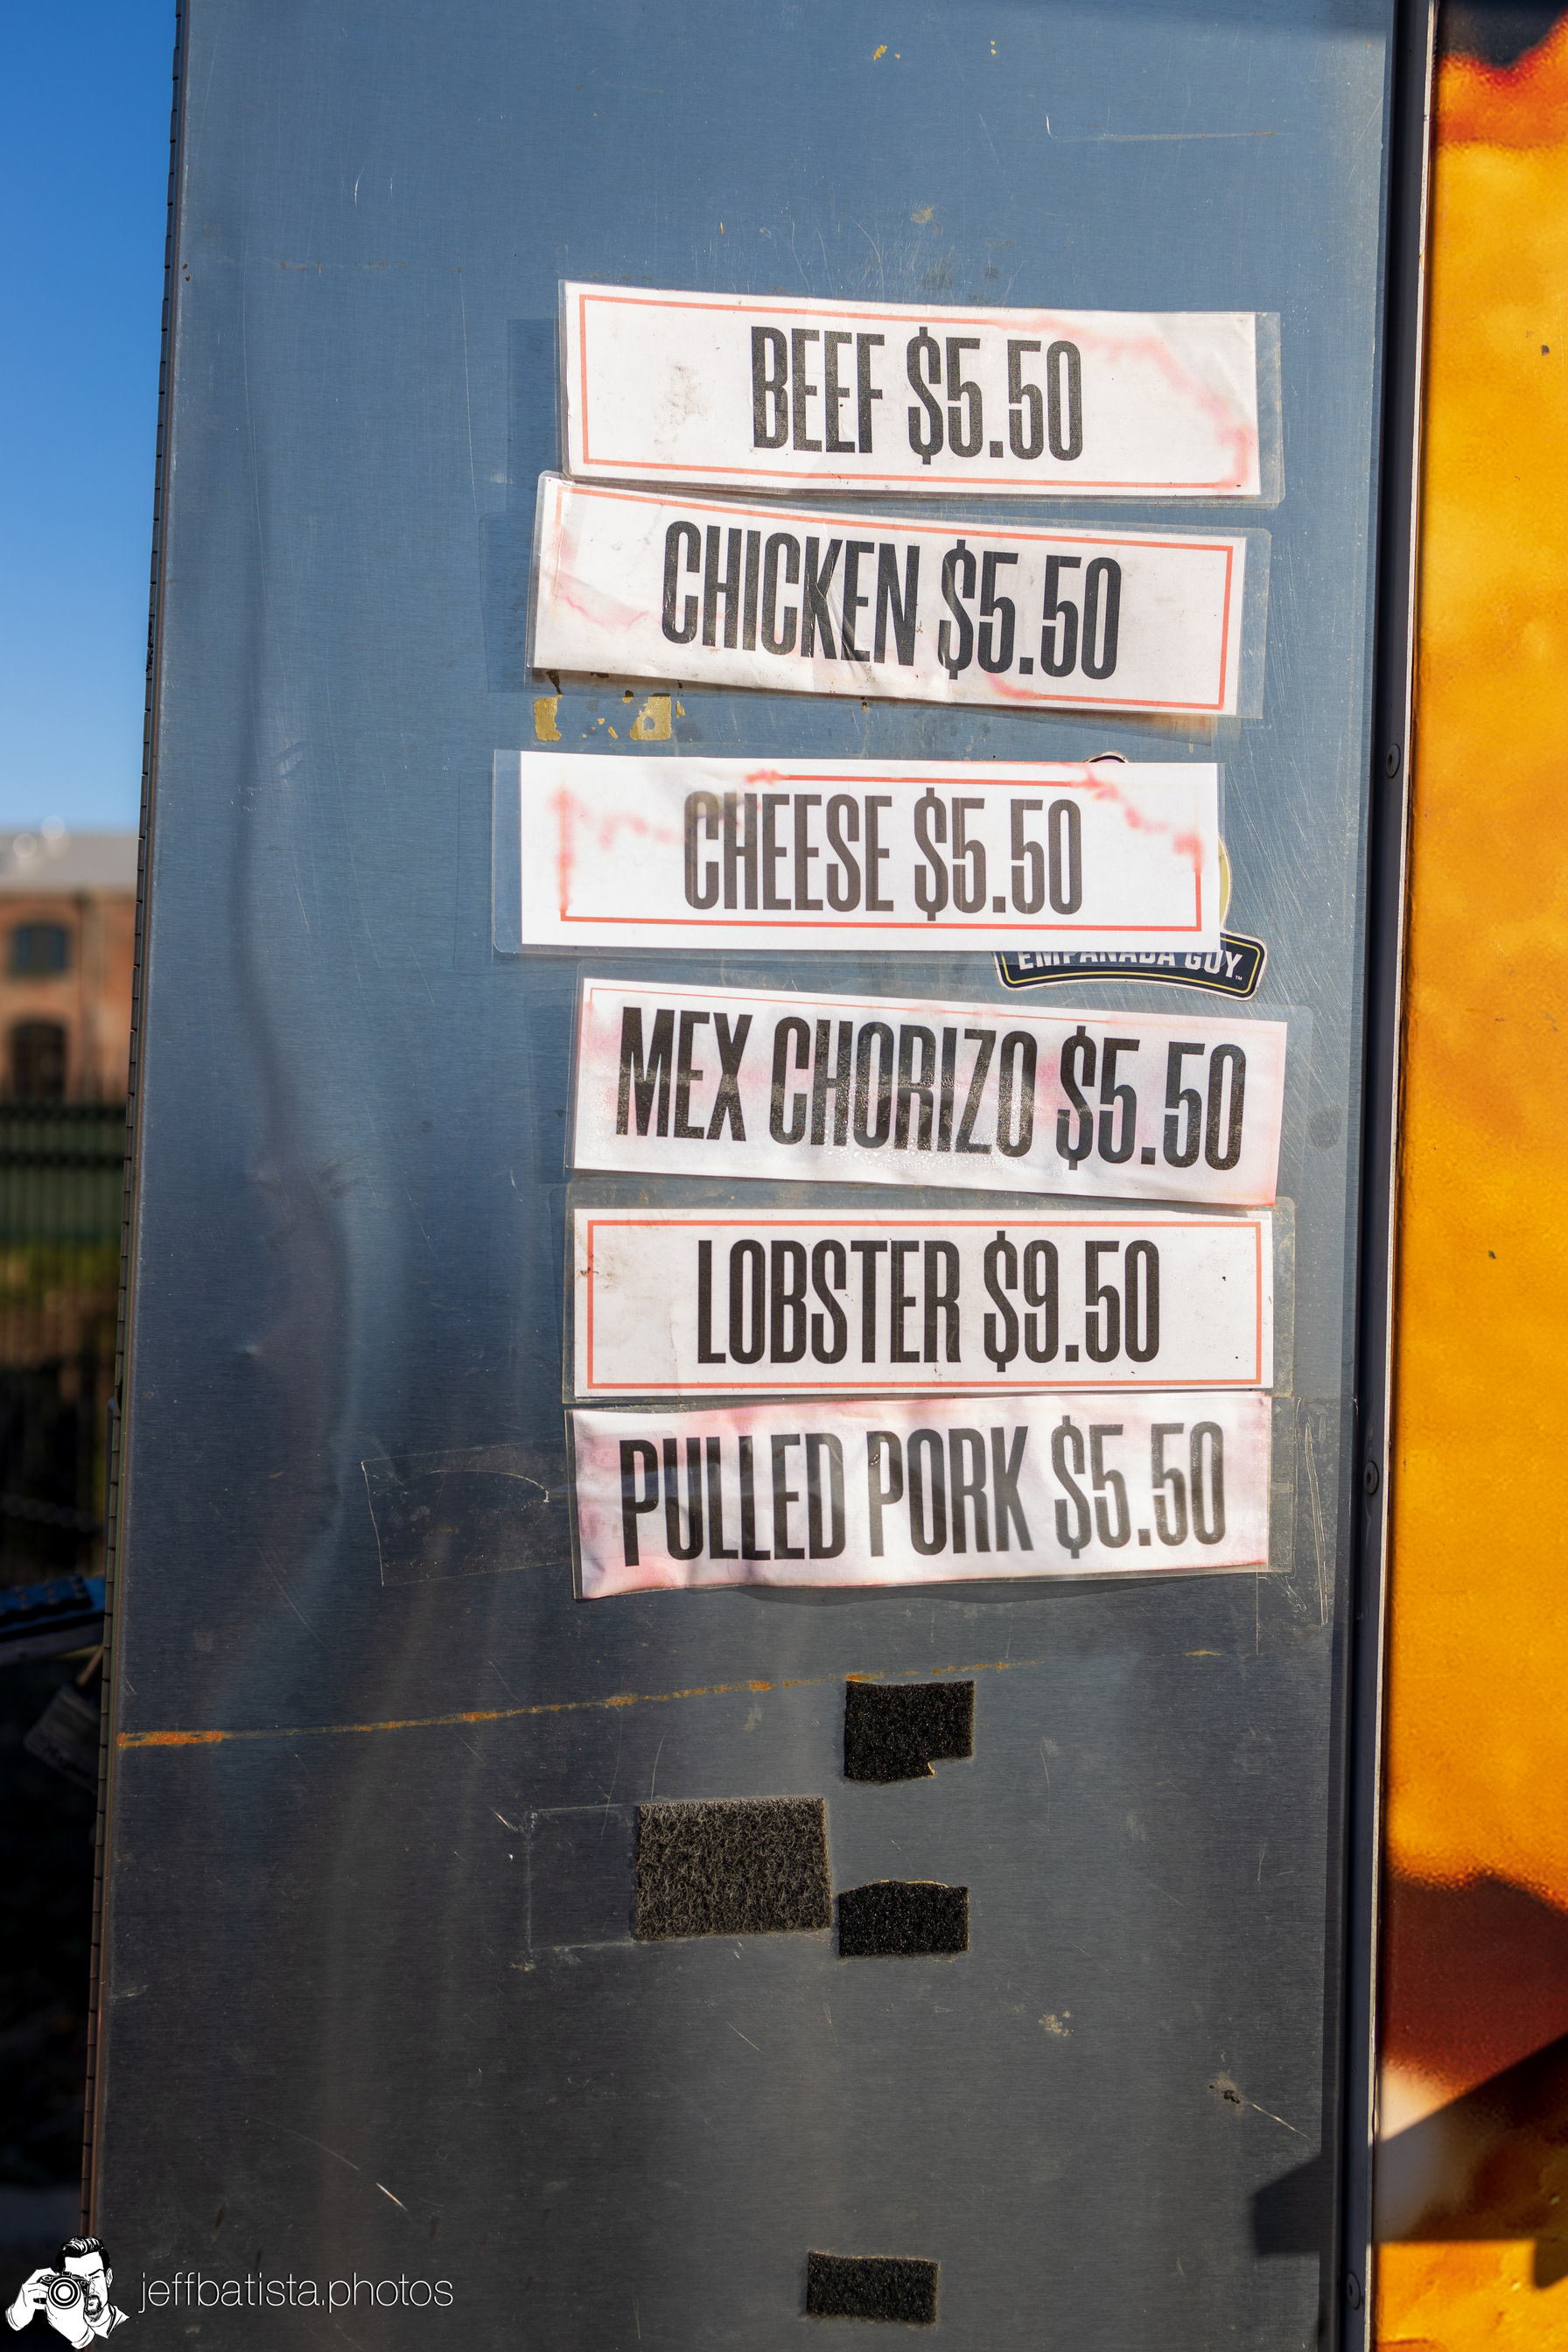 BEEF $5.50
CHICKEN $5.50
CHEESE $5.50
EMPANADA GUY
MEX CHORIZO $5.50
LOBSTER $9.50
PULLED PORK $5.50
jeffbatista.photos